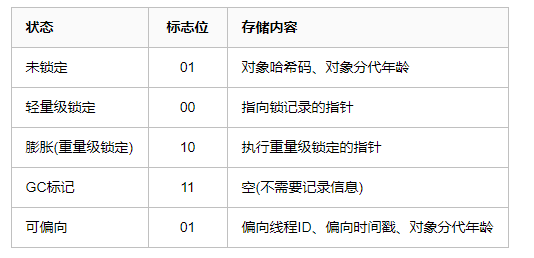 状态 标志位 存储内容
未锁定 01 对象哈希码、对象分代年龄
轻量级锁定 00 指向锁记录的指针
膨胀(重量级锁定) 10 执行重量级锁定的指针
GC标记 11 空(不需要记录信息)
可偏向 01 偏向线程ID、偏向时间戳、对象分代年龄